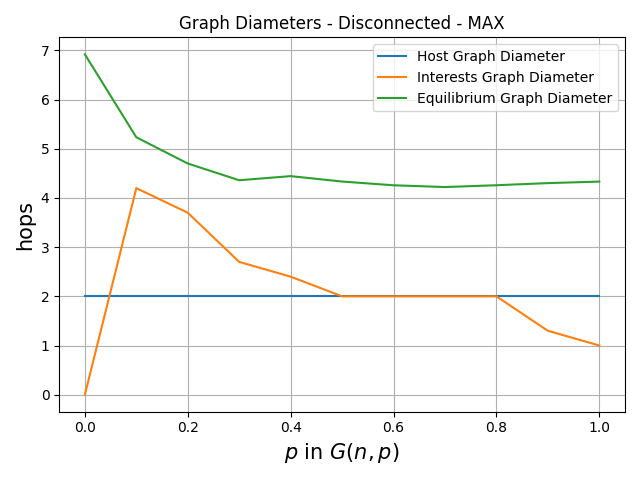 Graph Diameters - Disconnected - MAX
Host Graph Diameter
Interests Graph Diameter
Equilibrium Graph Diameter
7
6
5
4
3
2
1
0
hops
0.0 0.2 0.4 0.6 0.8 1.0
p in G(n, p)